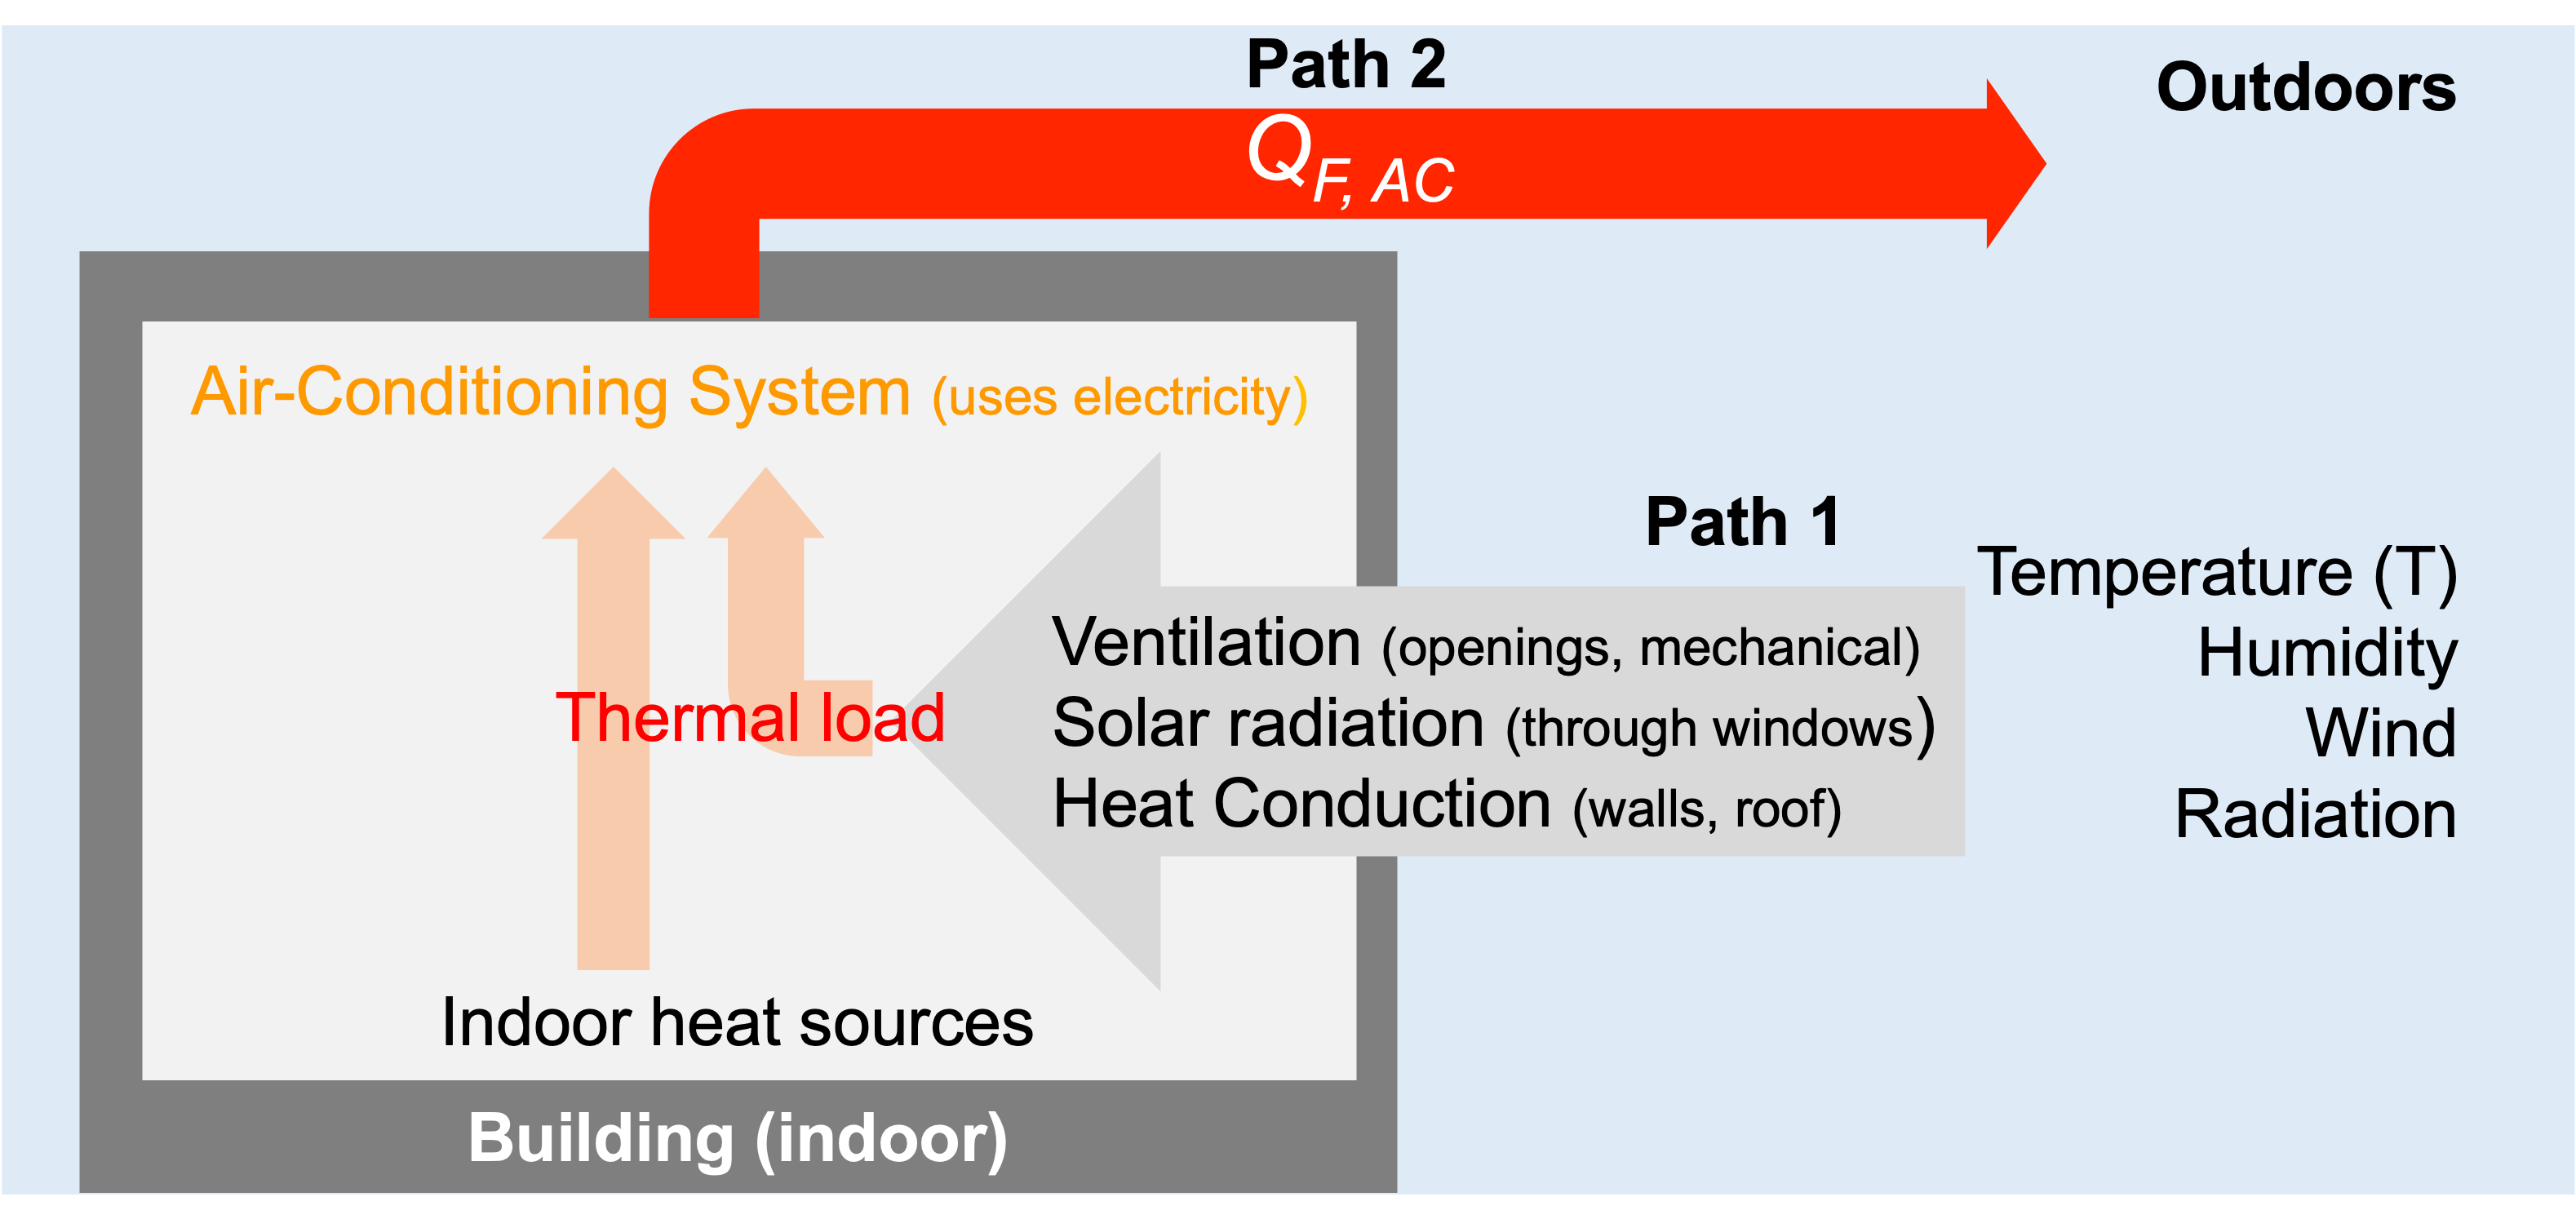 Path 2
Outdoors
Q F, AC
Air-Conditioning System (uses electricity)
Path 1
Temperature (T)
Humidity
Wind
Radiation
Ventilation (openings, mechanical)
Solar radiation (through windows)
Heat Conduction (walls, roof)
Thermal load
Indoor heat sources
Building (indoor)